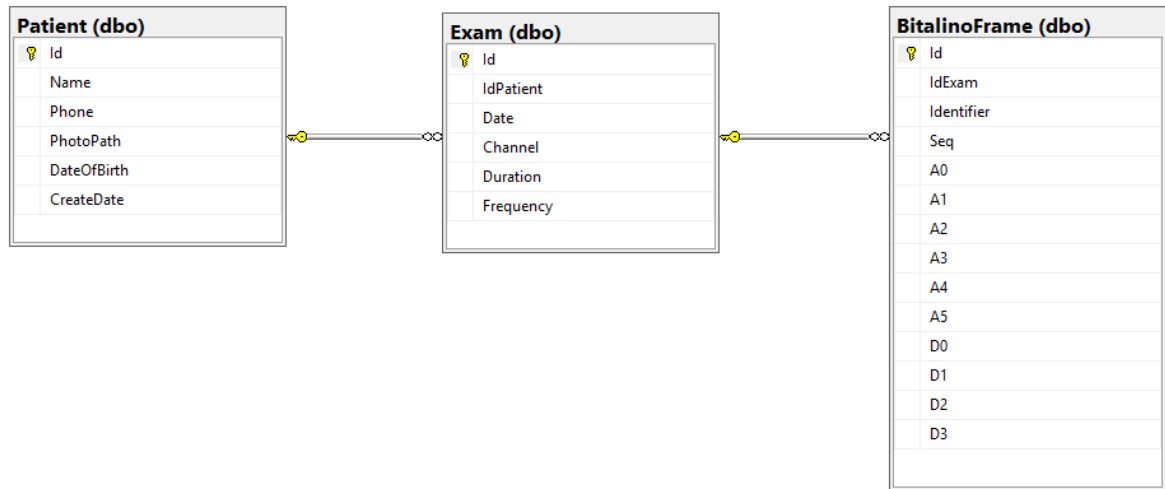 Patient (dbo)
Id
Name
Phone
PhotoPath
DateOfBirth
CreateDate
Exam (dbo)
Id
IdPatient
Date
Channel
Duration
Frequency
BitalinoFrame (dbo)
Id
IdExam
Identifier
Seq
A0
A1
A2
A3
A4
A5
D0
D1
D2
D3